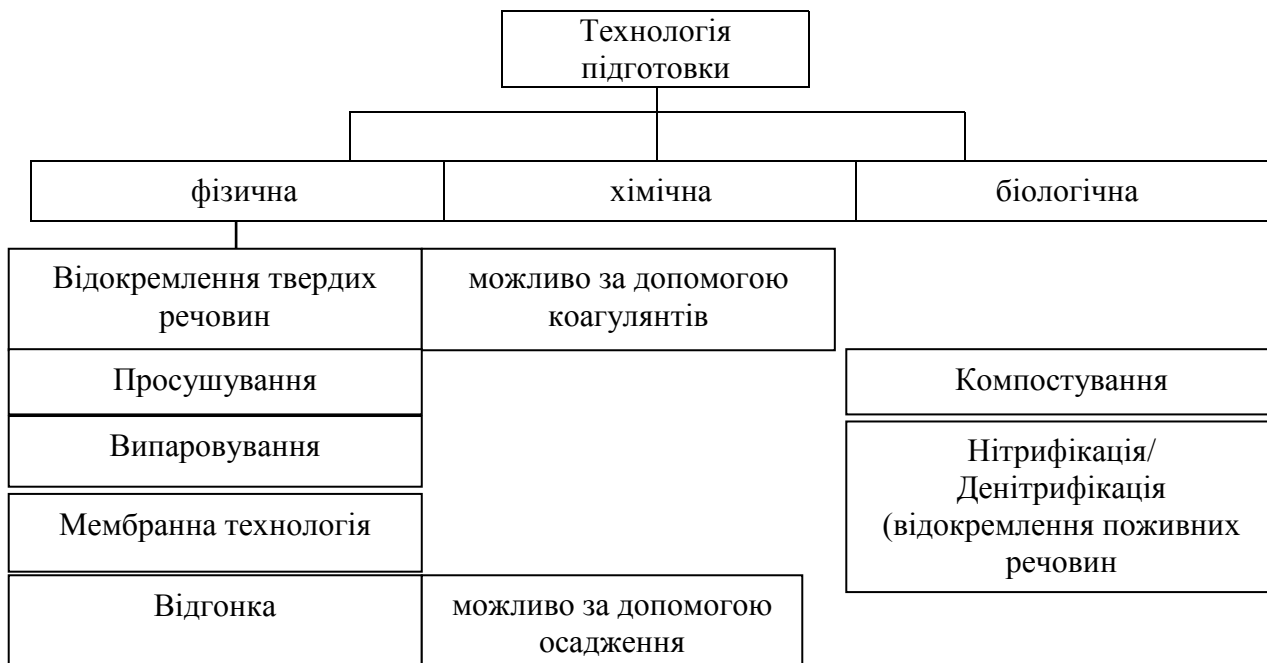 Технологія
підготовки
фізична
хімічна
біологічна
Відокремлення твердих
речовин
можливо за допомогою
коагулянтів
Просушування
Компостування
Випаровування
Нітрифікація/
Денітрифікація
(відокремлення поживних
речовин
Мембранна технологія
Відгонка
можливо за допомогою
осадження